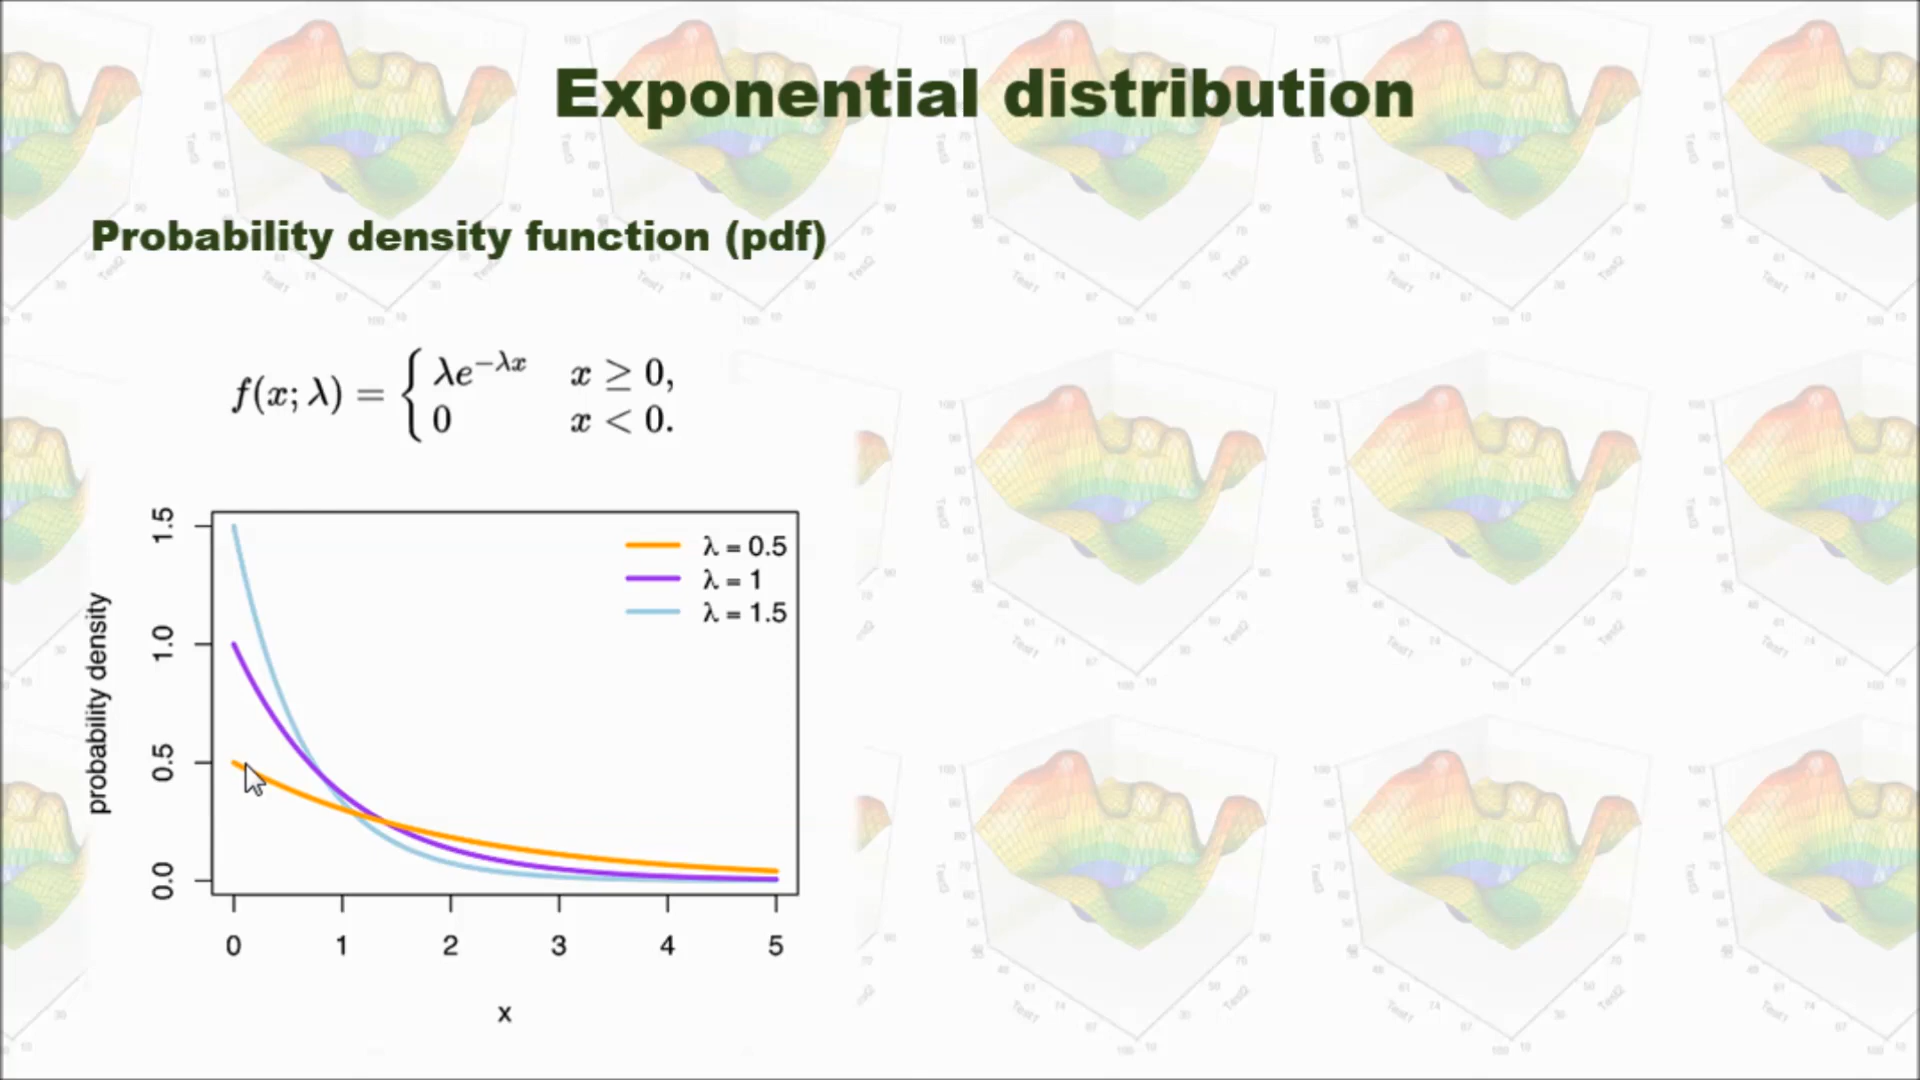 Exponential distribution
Probability density function (pdf)
f(x; λ) = { λe^{−λx} x ≥ 0,
0 x < 0.
1.5
1.0
0.5
0.0
probability density
λ = 0.5
λ = 1
λ = 1.5
0 1 2 3 4 5
x